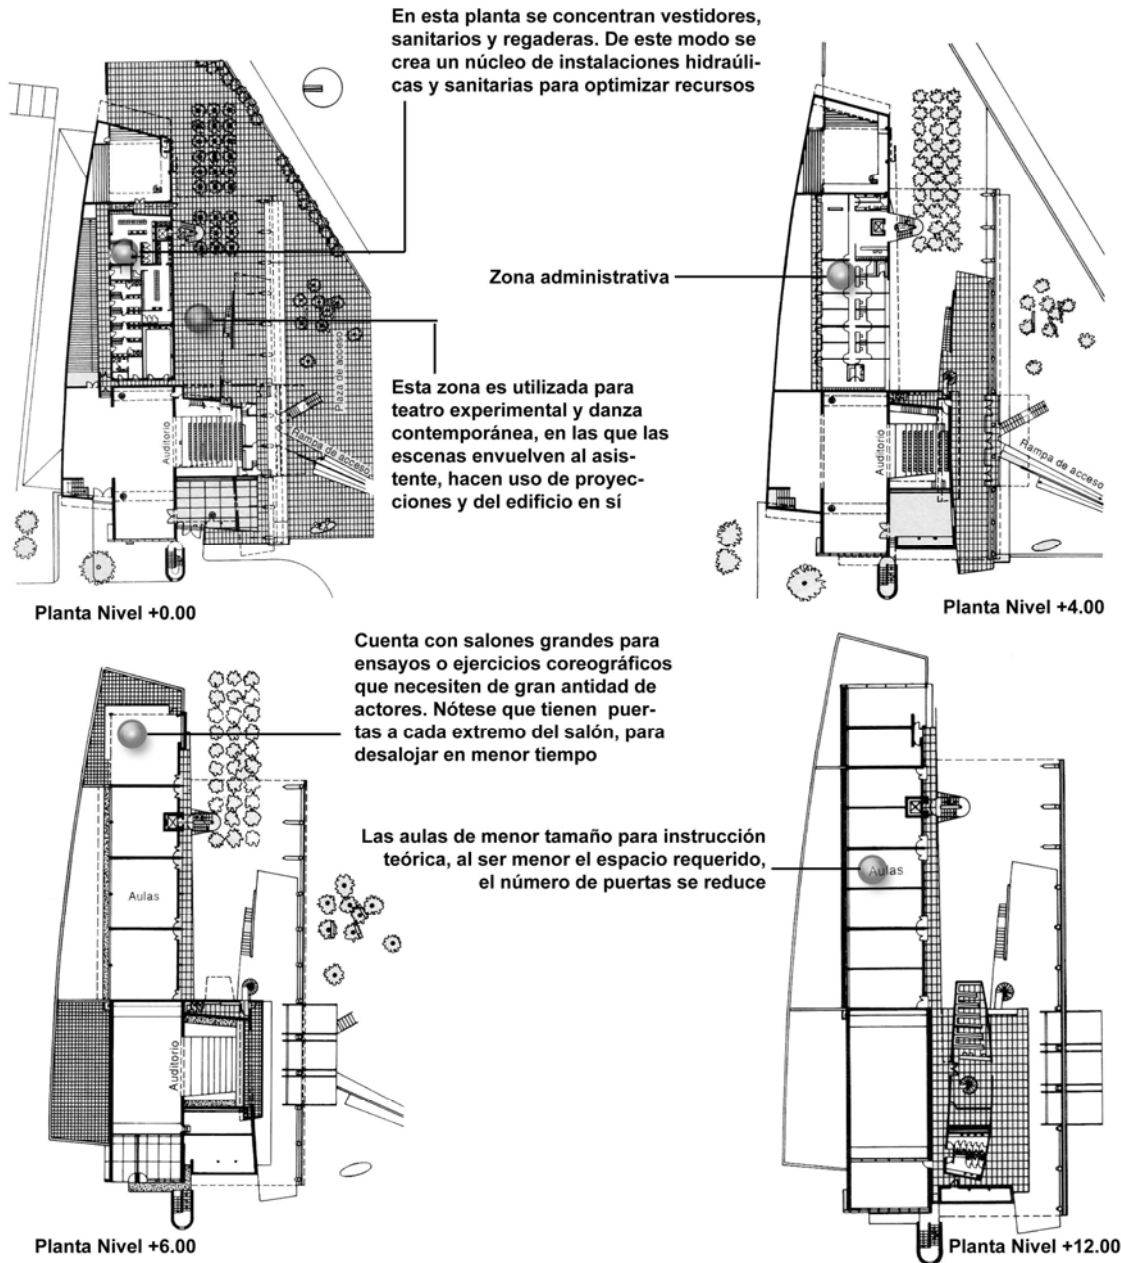 En esta planta se concentran vestidores,
sanitarios y regaderas. De este modo se
crea un núcleo de instalaciones hidraúli-
cas y sanitarias para optimizar recursos
Zona administrativa
Esta zona es utilizada para
teatro experimental y danza
contemporánea, en las que las
escenas envuelven al asis-
tente, hacen uso de proyec-
ciones y del edificio en sí
Plaza de acceso
Auditorio
Rampa de acceso
Auditorio
Rampa de acceso
Planta Nivel +0.00
Planta Nivel +4.00
Cuenta con salones grandes para
ensayos o ejercicios coreográficos
que necesiten de gran antidad de
actores. Nótese que tienen puer-
tas a cada extremo del salón, para
desalojar en menor tiempo
Las aulas de menor tamaño para instrucción
teórica, al ser menor el espacio requerido,
el número de puertas se reduce
Aulas
Aulas
Auditorio
Planta Nivel +6.00
Planta Nivel +12.00